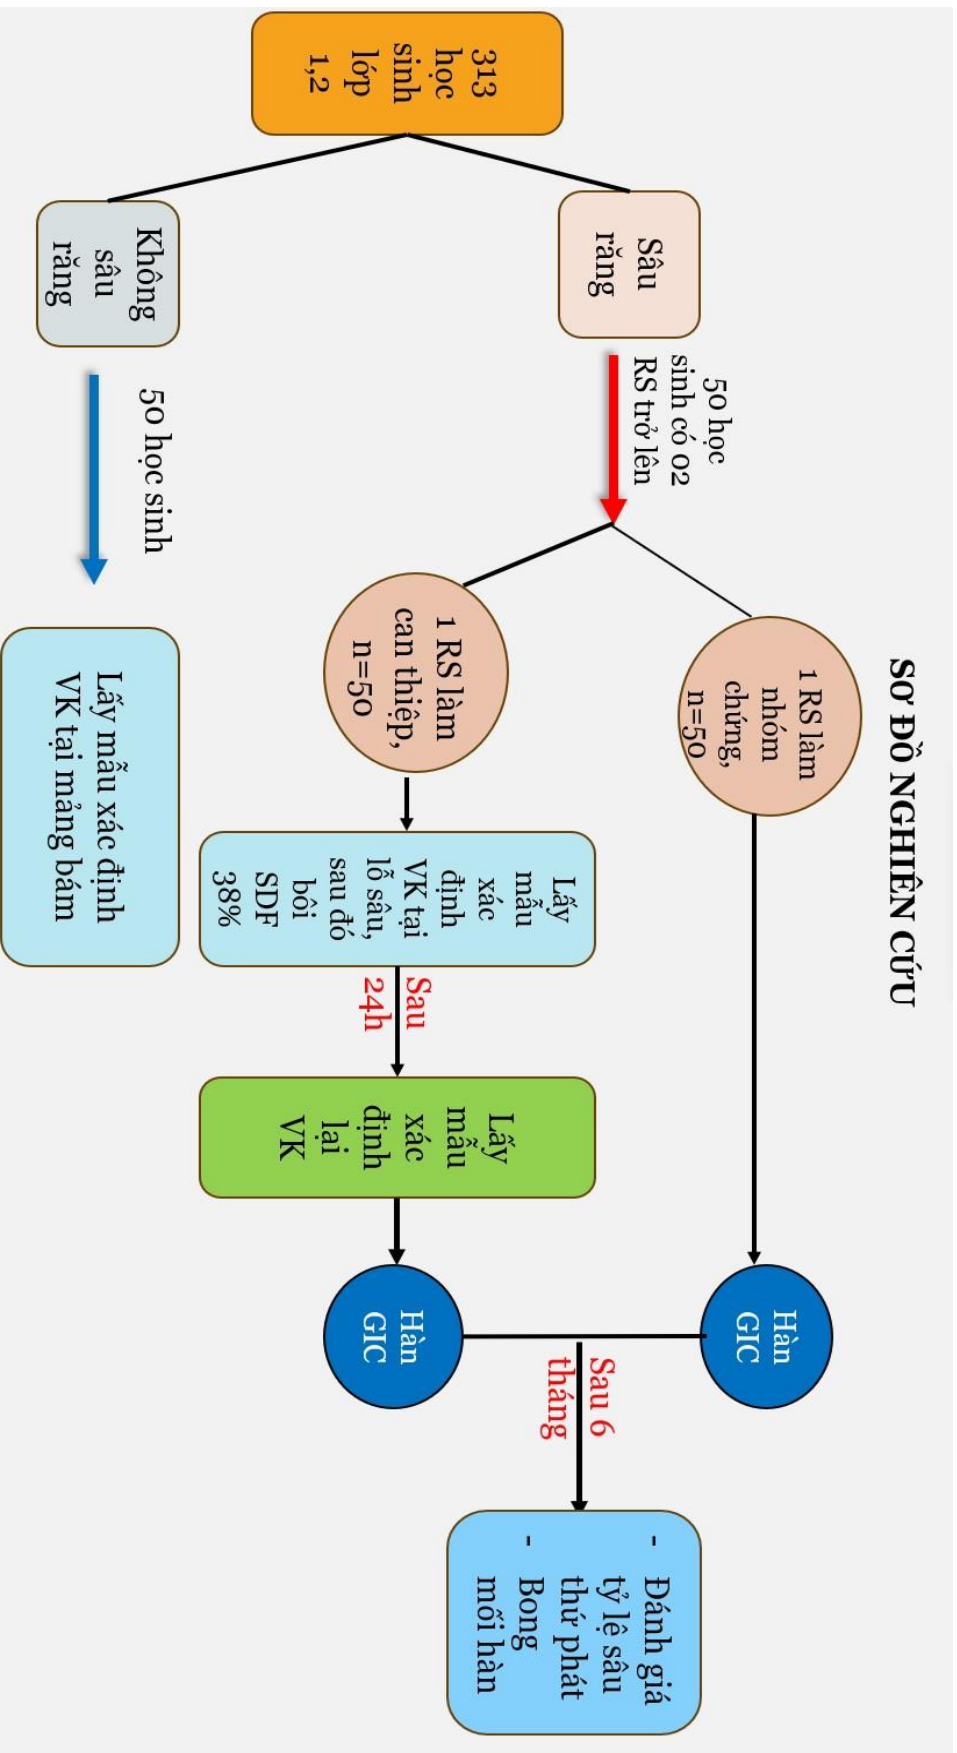 SƠ ĐỒ NGHIÊN CỨU
313
học
sinh
lớp
1,2
Sâu
răng
50 học
sinh có 02
RS trở lên
1 RS làm
nhóm
chứng,
n=50
Hàn
GIC
1 RS làm
can thiệp,
n=50
Lấy
mẫu
xác
định
VK tại
lỗ sâu,
sau đó
bôi
SDF
38%
Sau
24h
Lấy
mẫu
xác
định
lại
VK
Hàn
GIC
Sau 6
tháng
- Đánh giá
tỷ lệ sâu
thứ phát
- Bong
mối hàn
Không
sâu
răng
50 học sinh
Lấy mẫu xác định
VK tại mảng bám